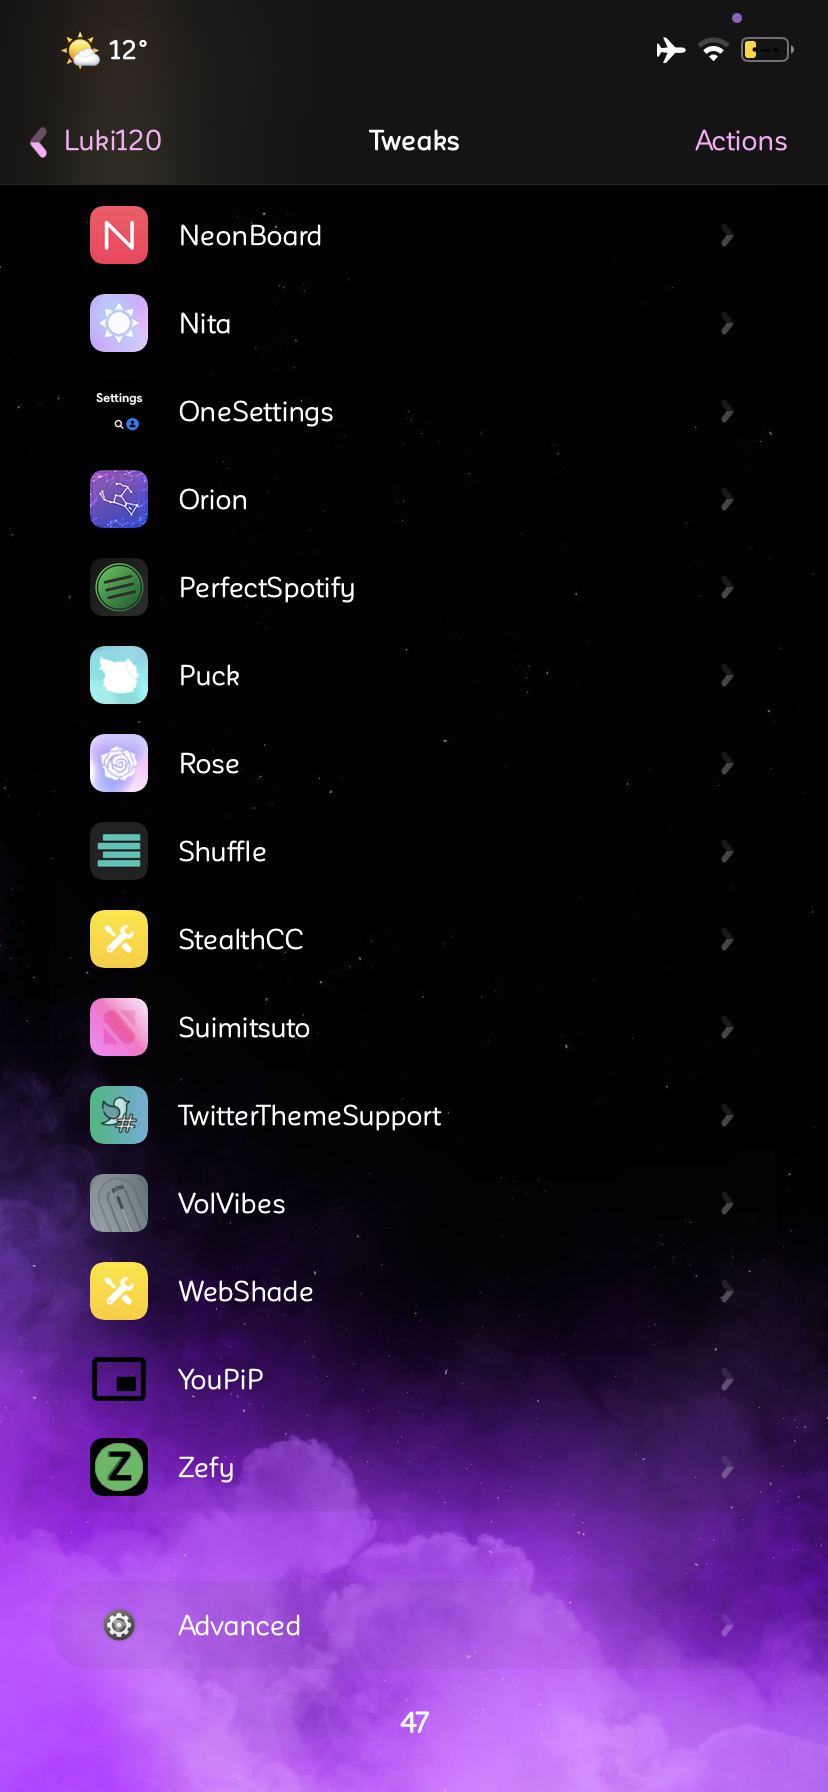 12°
Luki120
Tweaks
Actions
NeonBoard
Nita
Settings
OneSettings
Orion
PerfectSpotify
Puck
Rose
Shuffle
StealthCC
Suimitsuto
TwitterThemeSupport
80%
VolVibes
WebShade
YouPiP
Zefy
Advanced
47